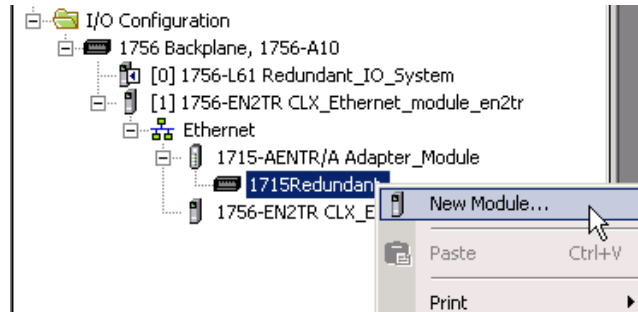 I/O Configuration
1756 Backplane, 1756-A10
[0] 1756-L61 Redundant_IO_System
[1] 1756-EN2TR CLX_Ethernet_module_en2tr
Ethernet
1715-AENTR/A Adapter_Module
1715Redundant
New Module...
1756-EN2TR CLX_E
Paste Ctrl+V
Print